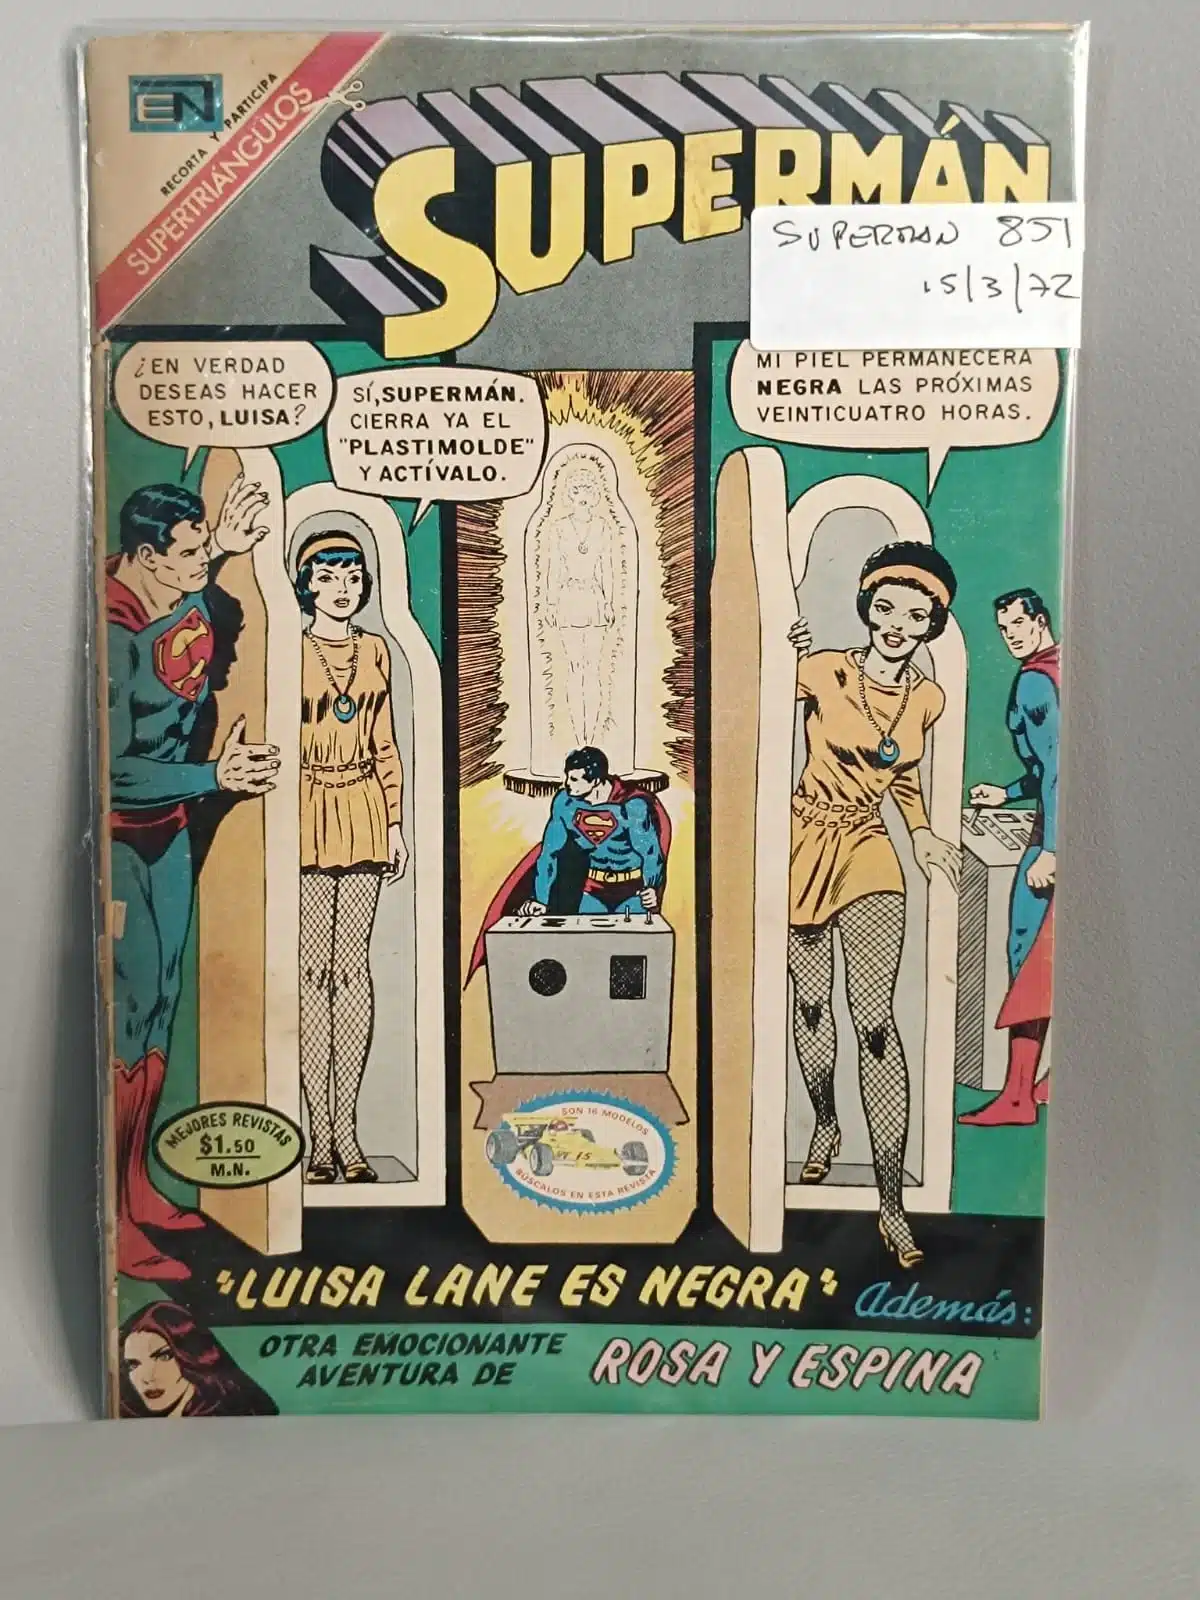 EN
RECORTA Y PARTICIPA
SUPERTRIÁNGULOS
SUPERMÁN
SUPERMAN 851
15/3/72
¿EN VERDAD
DESEAS HACER
ESTO, LUISA?
SÍ, SUPERMÁN.
CIERRA YA EL
"PLASTIMOLDE"
Y ACTÍVALO.
MI PIEL PERMANECERA
NEGRA LAS PRÓXIMAS
VEINTICUATRO HORAS.
SON 16 MODELOS
BÚSCALOS EN ESTA REVISTA
MEJORES REVISTAS
$1.50
M.N.
"LUISA LANE ES NEGRA"
Además:
OTRA EMOCIONANTE
AVENTURA DE
ROSA Y ESPINA